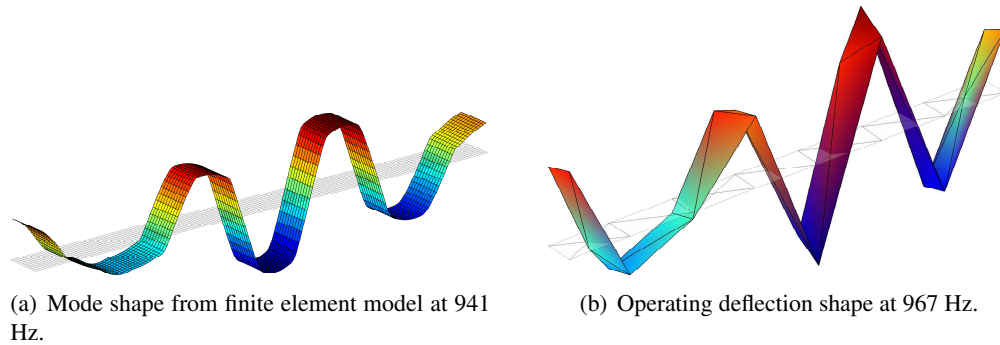 (a) Mode shape from finite element model at 941
Hz.
(b) Operating deflection shape at 967 Hz.